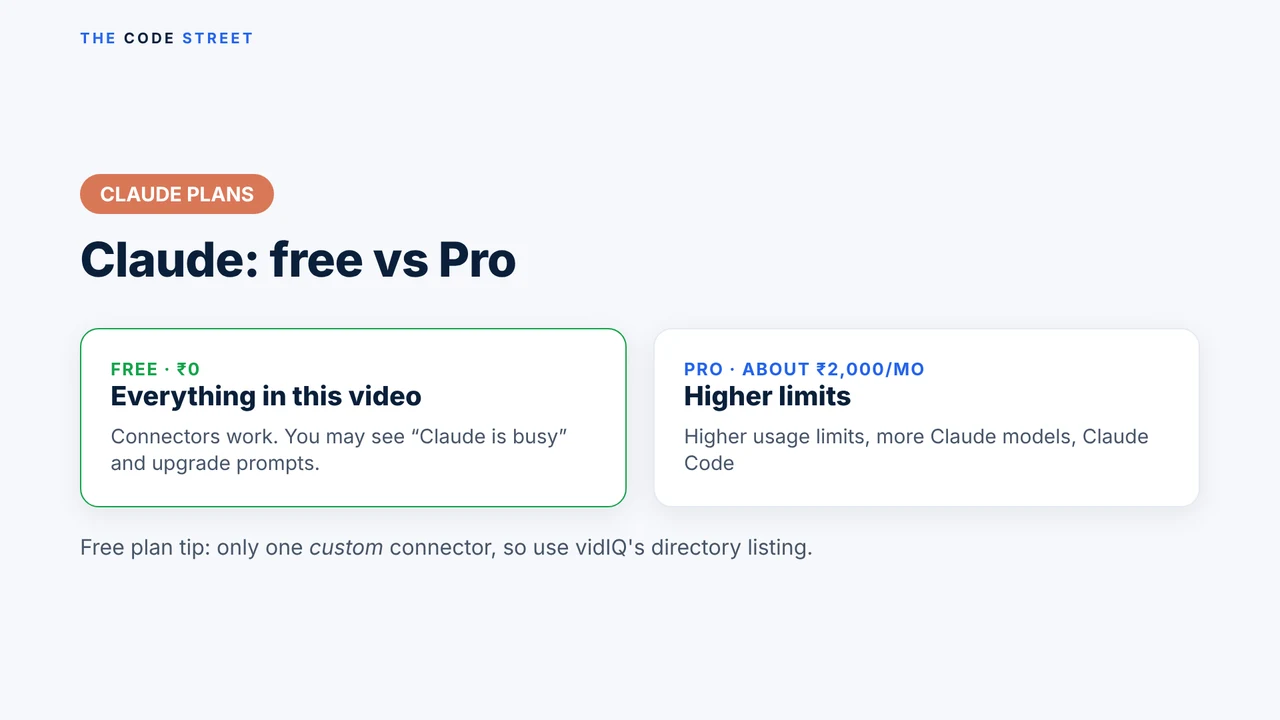 THE CODE STREET
CLAUDE PLANS
Claude: free vs Pro
FREE · ₹0
Everything in this video
Connectors work. You may see “Claude is busy”
and upgrade prompts.
PRO · ABOUT ₹2,000/MO
Higher limits
Higher usage limits, more Claude models, Claude
Code
Free plan tip: only one custom connector, so use vidIQ's directory listing.